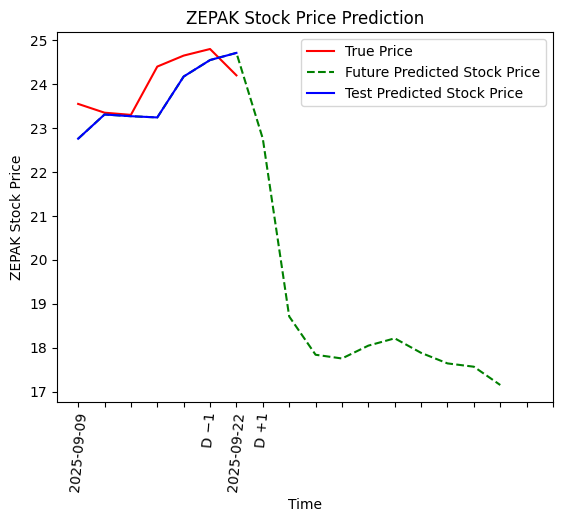 ZEPAK Stock Price Prediction
True Price
Future Predicted Stock Price
Test Predicted Stock Price
ZEPAK Stock Price
25
24
23
22
21
20
19
18
17
2025-09-09
D −1
2025-09-22
D +1
Time